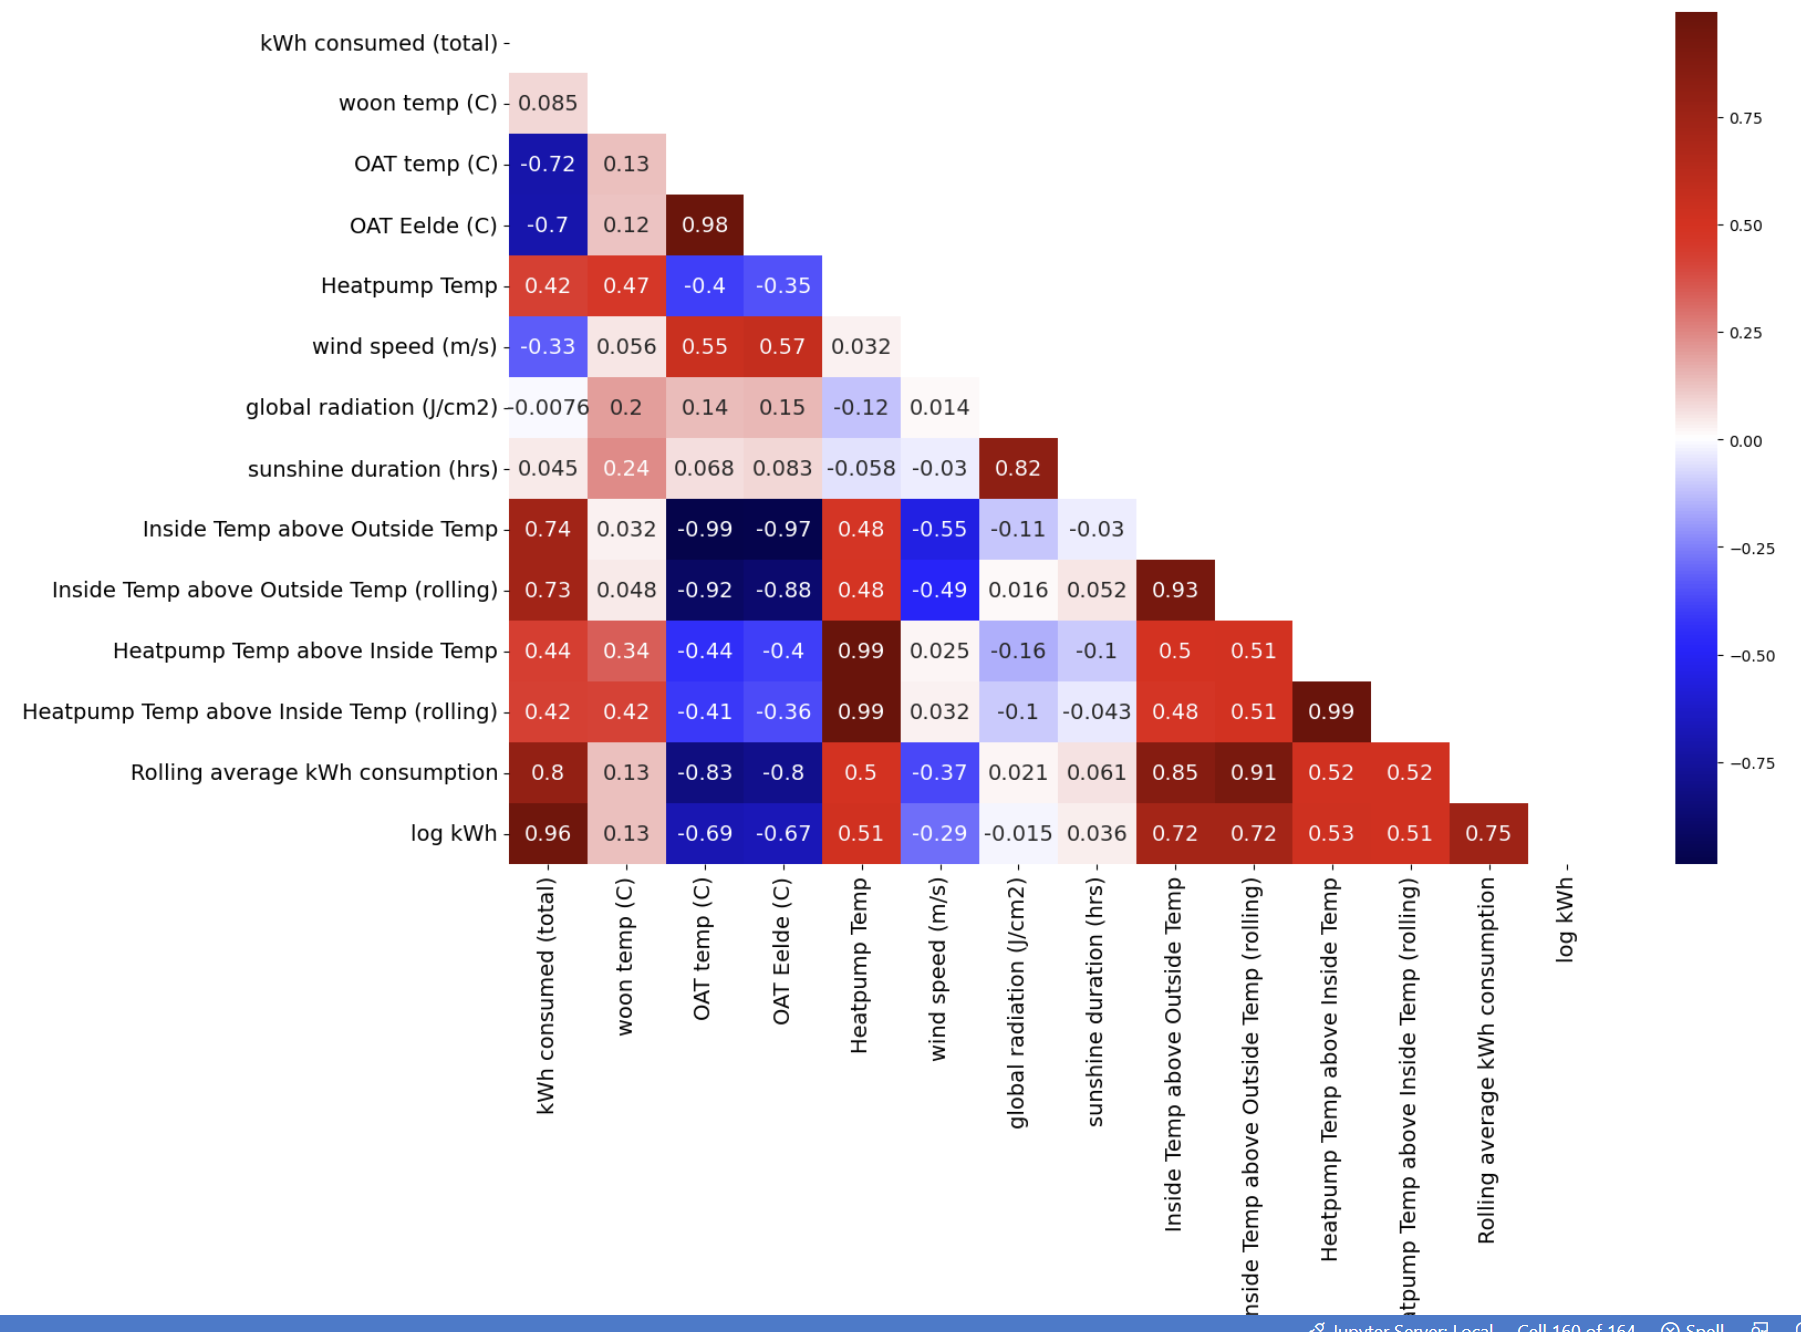 kWh consumed (total)
woon temp (C) 0.085
OAT temp (C) -0.72 0.13
OAT Eelde (C) -0.7 0.12 0.98
Heatpump Temp 0.42 0.47 -0.4 -0.35
wind speed (m/s) -0.33 0.056 0.55 0.57 0.032
global radiation (J/cm2) -0.0076 0.2 0.14 0.15 -0.12 0.014
sunshine duration (hrs) 0.045 0.24 0.068 0.083 -0.058 -0.03 0.82
Inside Temp above Outside Temp 0.74 0.032 -0.99 -0.97 0.48 -0.55 -0.11 -0.03
Inside Temp above Outside Temp (rolling) 0.73 0.048 -0.92 -0.88 0.48 -0.49 0.016 0.052 0.93
Heatpump Temp above Inside Temp 0.44 0.34 -0.44 -0.4 0.99 0.025 -0.16 -0.1 0.5 0.51
Heatpump Temp above Inside Temp (rolling) 0.42 0.42 -0.41 -0.36 0.99 0.032 -0.1 -0.043 0.48 0.51 0.99
Rolling average kWh consumption 0.8 0.13 -0.83 -0.8 0.5 -0.37 0.021 0.061 0.85 0.91 0.52 0.52
log kWh 0.96 0.13 -0.69 -0.67 0.51 -0.29 -0.015 0.036 0.72 0.72 0.53 0.51 0.75
kWh consumed (total)
woon temp (C)
OAT temp (C)
OAT Eelde (C)
Heatpump Temp
wind speed (m/s)
global radiation (J/cm2)
sunshine duration (hrs)
Inside Temp above Outside Temp
nside Temp above Outside Temp (rolling)
Heatpump Temp above Inside Temp
atpump Temp above Inside Temp (rolling)
Rolling average kWh consumption
log kWh
0.75
0.50
0.25
0.00
−0.25
−0.50
−0.75
Jupyter Server: Local Cell 160 of 164 Spell